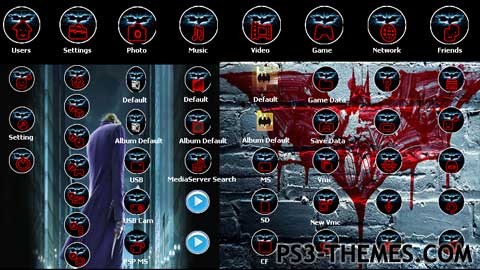 Users Settings Photo Music Video Game Network Friends
Default Default Default Game Data
Setting Album Default Album Default Album Default Save Data
USB MediaServer Search MS Vmc
USB Cam SD New Vmc
PSP MS CF
PS3-THEMES.COM